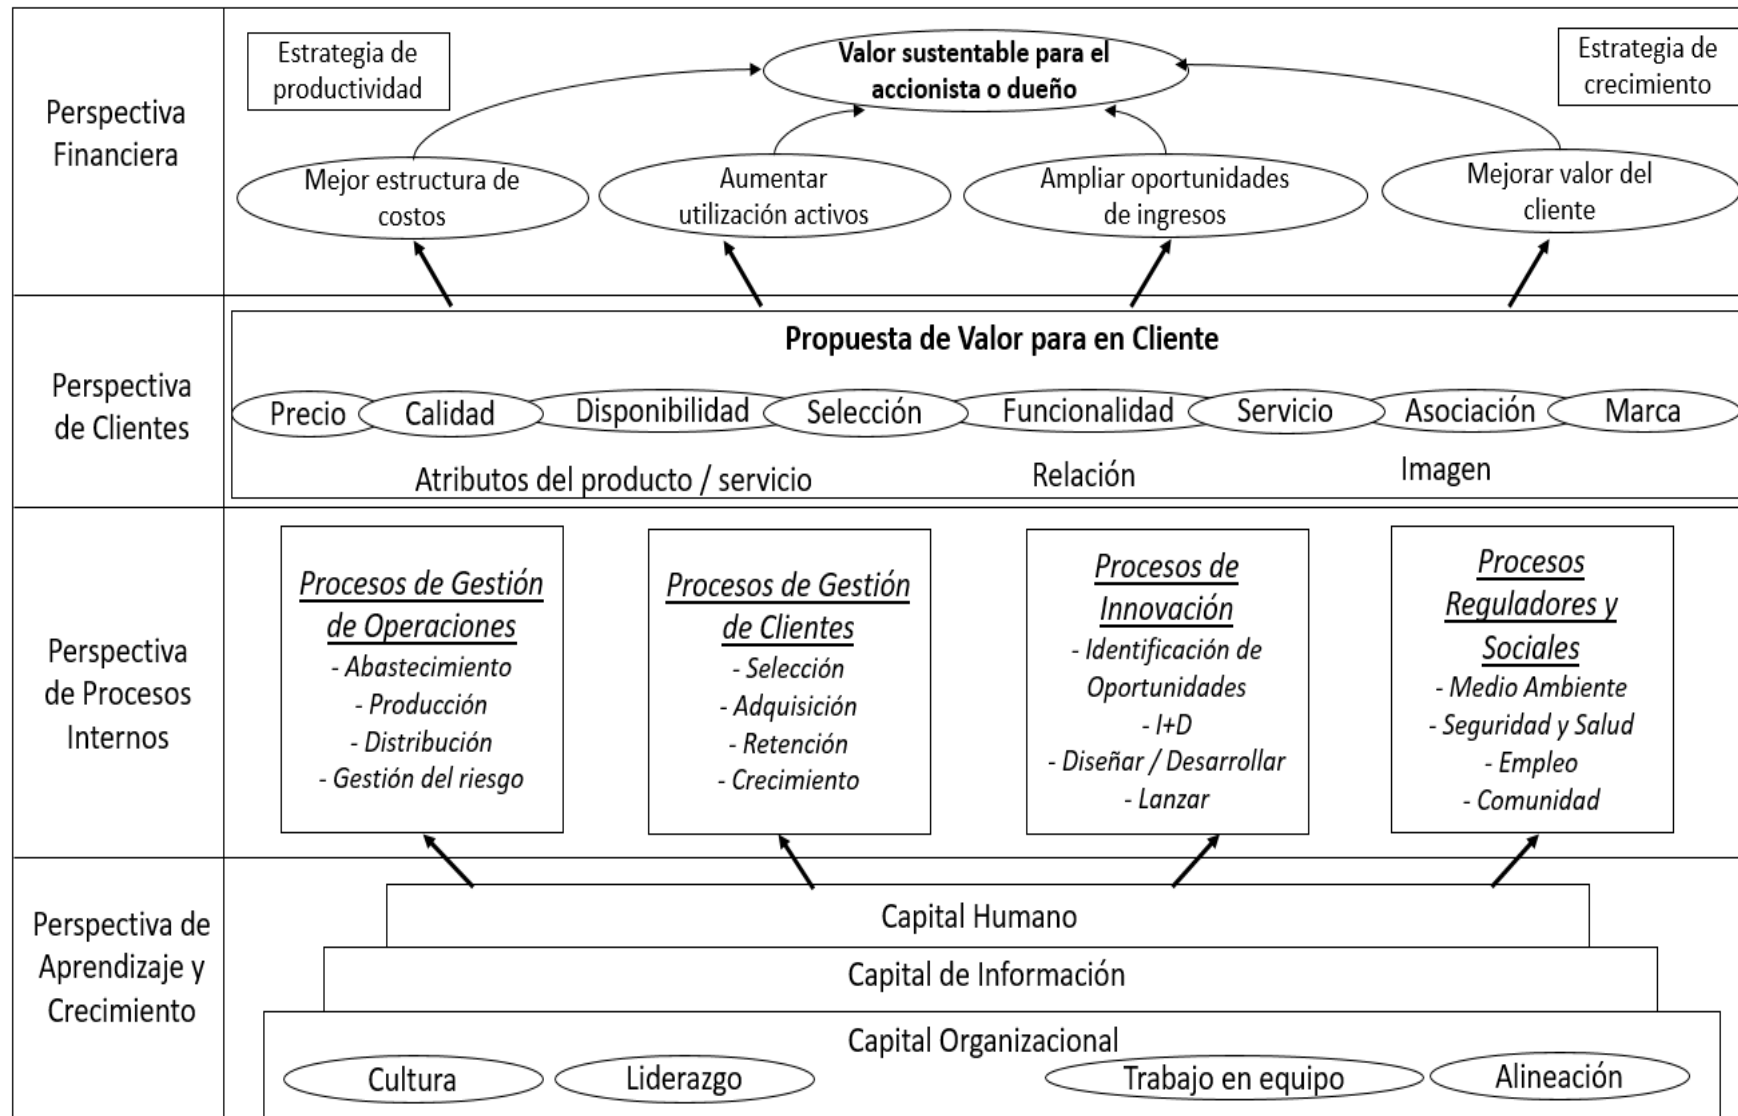 Perspectiva
Financiera
Estrategia de
productividad
Valor sustentable para el
accionista o dueño
Estrategia de
crecimiento
Mejor estructura de
costos
Aumentar
utilización activos
Ampliar oportunidades
de ingresos
Mejorar valor del
cliente
Perspectiva
de Clientes
Propuesta de Valor para en Cliente
Precio
Calidad
Disponibilidad
Selección
Funcionalidad
Servicio
Asociación
Marca
Atributos del producto / servicio
Relación
Imagen
Perspectiva
de Procesos
Internos
Procesos de Gestión
de Operaciones
- Abastecimiento
- Producción
- Distribución
- Gestión del riesgo
Procesos de Gestión
de Clientes
- Selección
- Adquisición
- Retención
- Crecimiento
Procesos de
Innovación
- Identificación de
Oportunidades
- I+D
- Diseñar / Desarrollar
- Lanzar
Procesos
Reguladores y
Sociales
- Medio Ambiente
- Seguridad y Salud
- Empleo
- Comunidad
Perspectiva de
Aprendizaje y
Crecimiento
Capital Humano
Capital de Información
Capital Organizacional
Cultura
Liderazgo
Trabajo en equipo
Alineación